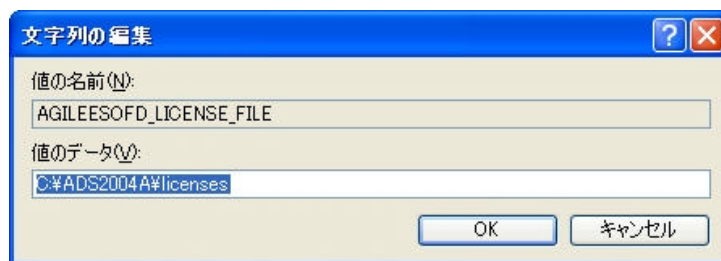 文字列の編集
値の名前(N):
AGILEESOFD_LICENSE_FILE
値のデータ(V):
C:¥ADS2004A¥licenses
OK キャンセル